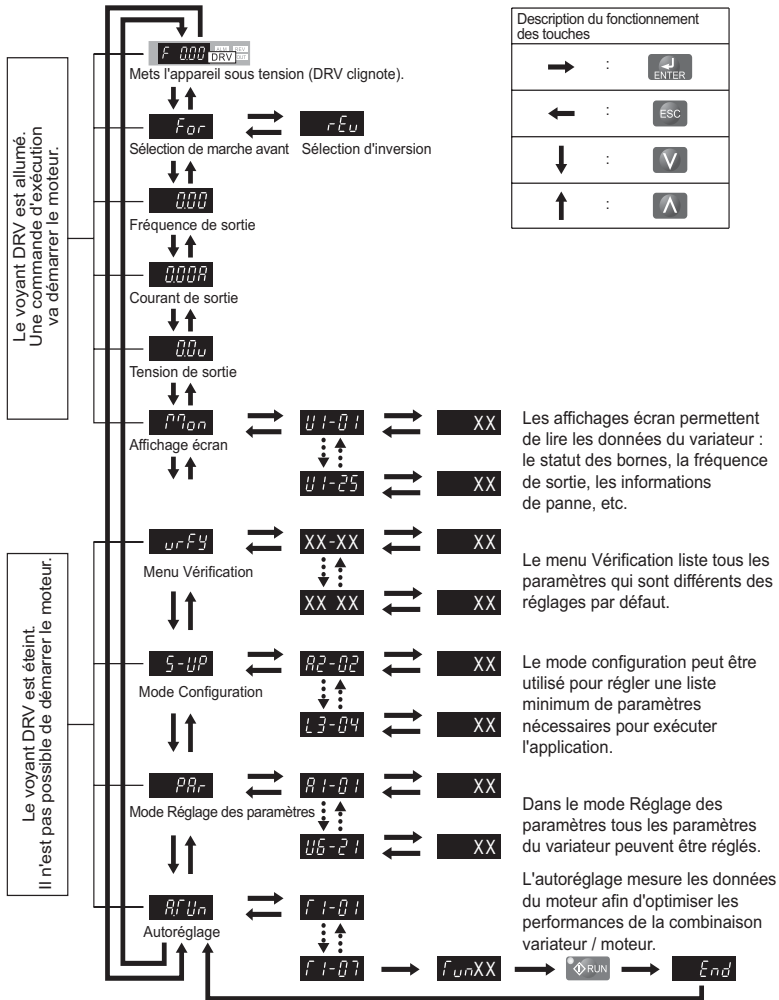 F 0.00
ALM REV
DRV OUT
Mets l'appareil sous tension (DRV clignote).
For
rEv
Sélection de marche avant
Sélection d'inversion
0.00
Fréquence de sortie
0.00A
Courant de sortie
0.0v
Tension de sortie
Mon
U1-01
XX
Affichage écran
U1-25
XX
Le voyant DRV est allumé.
Une commande d'exécution
va démarrer le moteur.
Description du fonctionnement
des touches
→ :
ENTER
← :
ESC
↓ :
V
↑ :
Λ
Les affichages écran permettent
de lire les données du variateur :
le statut des bornes, la fréquence
de sortie, les informations
de panne, etc.
vrFY
XX-XX
XX
Menu Vérification
XX XX
XX
Le menu Vérification liste tous les
paramètres qui sont différents des
réglages par défaut.
S-UP
A2-02
XX
Mode Configuration
L3-04
XX
Le mode configuration peut être
utilisé pour régler une liste
minimum de paramètres
nécessaires pour exécuter
l'application.
PAr
A1-01
XX
Mode Réglage des paramètres
U6-21
XX
Dans le mode Réglage des
paramètres tous les paramètres
du variateur peuvent être réglés.
Le voyant DRV est éteint.
Il n'est pas possible de démarrer le moteur.
A.TUn
T1-01
Autoréglage
L'autoréglage mesure les données
du moteur afin d'optimiser les
performances de la combinaison
variateur / moteur.
T1-07
TunXX
RUN
End